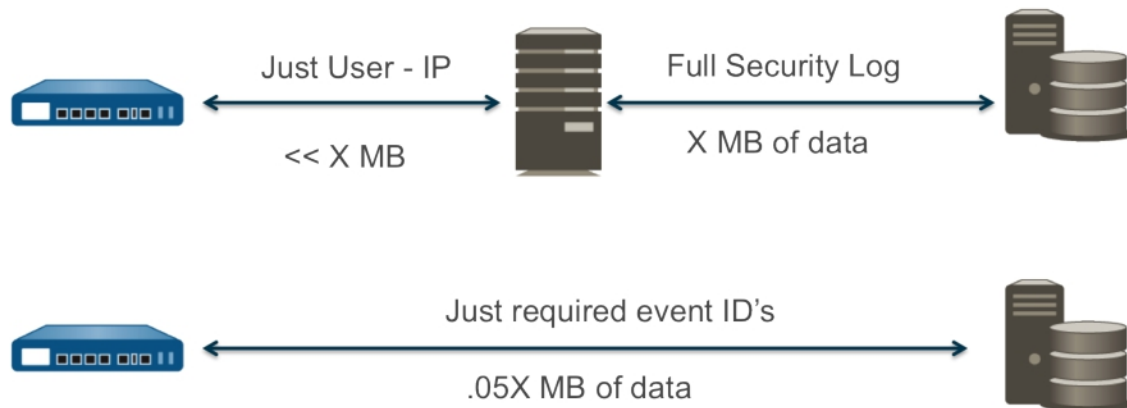 Just User - IP
Full Security Log
<< X MB
X MB of data
Just required event ID's
.05X MB of data